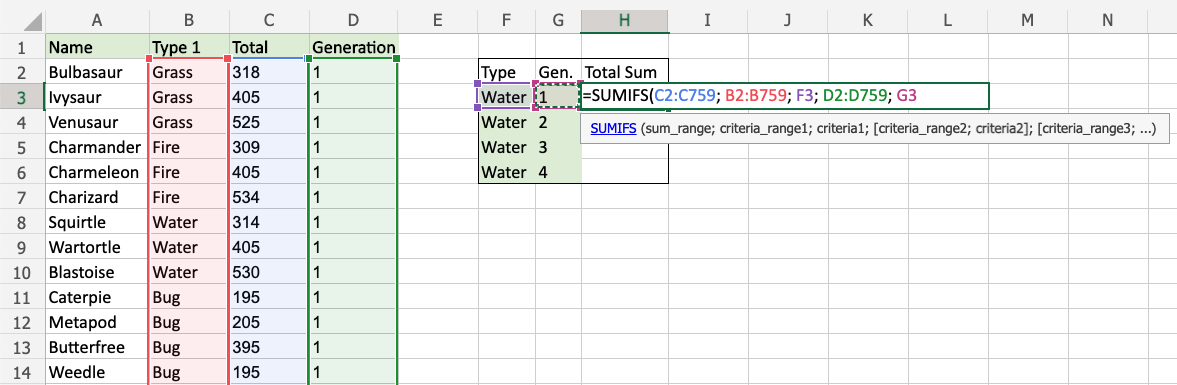 A B C D E F G H I J K L M N
1 Name Type 1 Total Generation
2 Bulbasaur Grass 318 1 Type Gen. Total Sum
3 Ivysaur Grass 405 1 Water 1 =SUMIFS(C2:C759; B2:B759; F3; D2:D759; G3
4 Venusaur Grass 525 1 Water 2 SUMIFS (sum_range; criteria_range1; criteria1; [criteria_range2; criteria2]; [criteria_range3; ...)
5 Charmander Fire 309 1 Water 3
6 Charmeleon Fire 405 1 Water 4
7 Charizard Fire 534 1
8 Squirtle Water 314 1
9 Wartortle Water 405 1
10 Blastoise Water 530 1
11 Caterpie Bug 195 1
12 Metapod Bug 205 1
13 Butterfree Bug 395 1
14 Weedle Bug 195 1